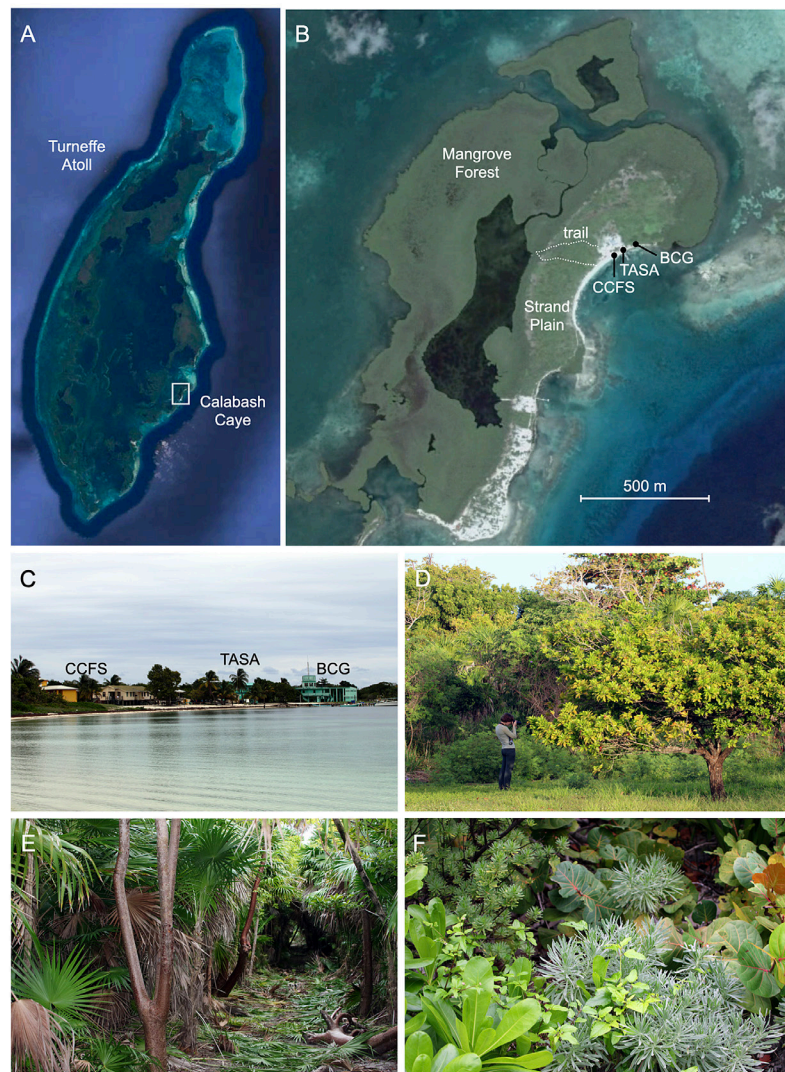 A
Turneffe
Atoll
Calabash
Caye
B
Mangrove
Forest
trail
BCG
TASA
CCFS
Strand
Plain
500 m
C
CCFS
TASA
BCG
D
E
F